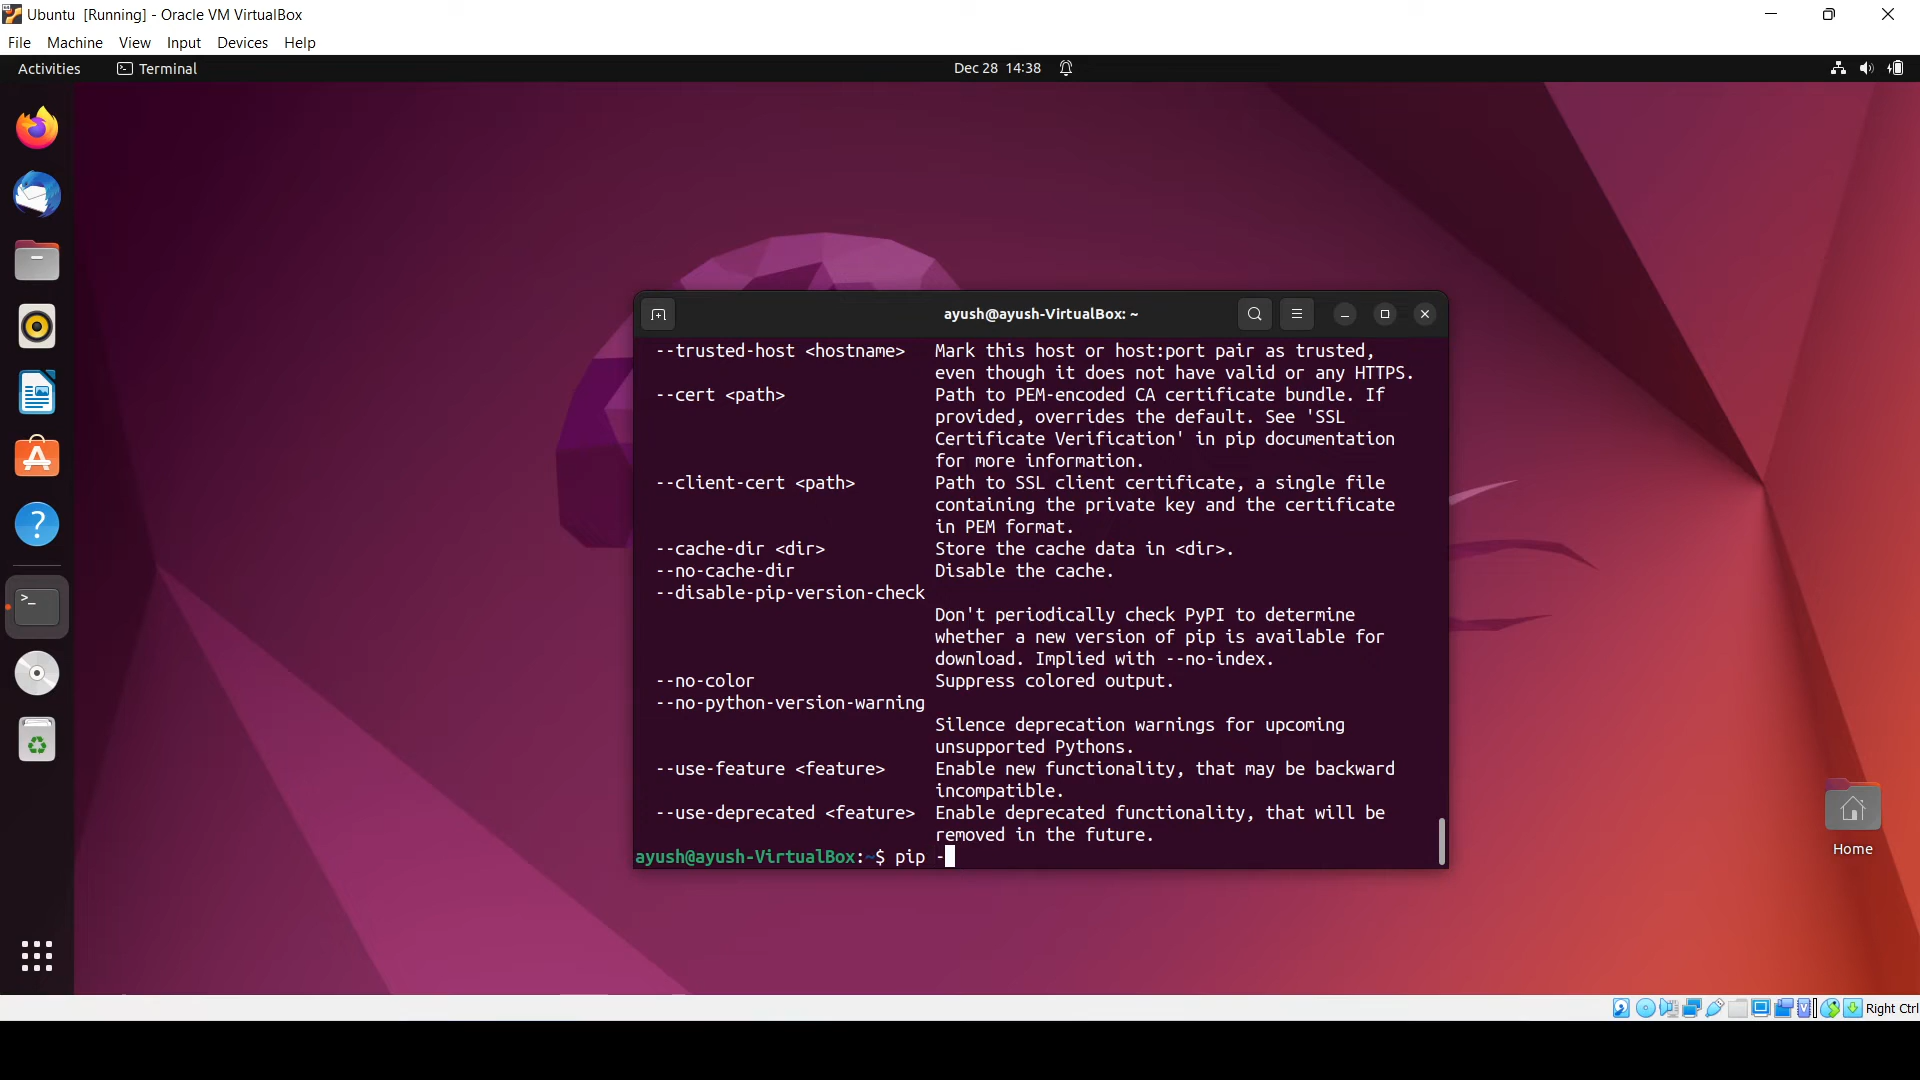 Ubuntu [Running] - Oracle VM VirtualBox
File Machine View Input Devices Help
Activities Terminal Dec 28 14:38
ayush@ayush-VirtualBox: ~
--trusted-host <hostname> Mark this host or host:port pair as trusted,
even though it does not have valid or any HTTPS.
--cert <path> Path to PEM-encoded CA certificate bundle. If
provided, overrides the default. See 'SSL
Certificate Verification' in pip documentation
for more information.
--client-cert <path> Path to SSL client certificate, a single file
containing the private key and the certificate
in PEM format.
--cache-dir <dir> Store the cache data in <dir>.
--no-cache-dir Disable the cache.
--disable-pip-version-check
Don't periodically check PyPI to determine
whether a new version of pip is available for
download. Implied with --no-index.
--no-color Suppress colored output.
--no-python-version-warning
Silence deprecation warnings for upcoming
unsupported Pythons.
--use-feature <feature> Enable new functionality, that may be backward
incompatible.
--use-deprecated <feature> Enable deprecated functionality, that will be
removed in the future.
ayush@ayush-VirtualBox:~$ pip -
Home
Right Ctrl